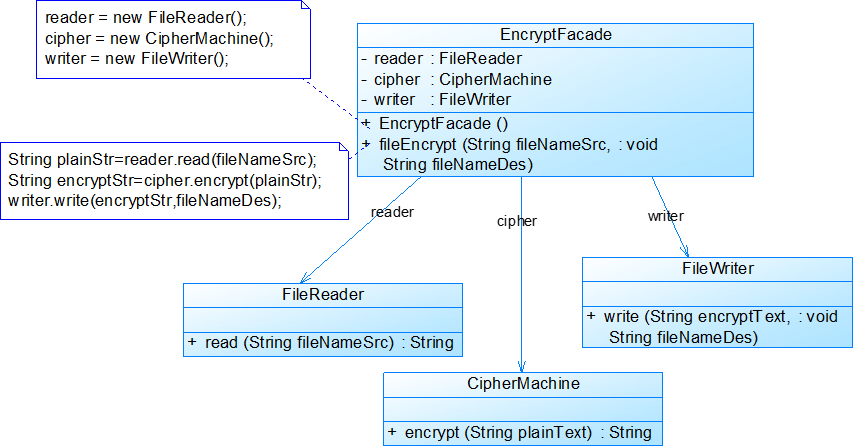 reader = new FileReader();
cipher = new CipherMachine();
writer = new FileWriter();
EncryptFacade
- reader : FileReader
- cipher : CipherMachine
- writer : FileWriter
+ EncryptFacade ()
+ fileEncrypt (String fileNameSrc, : void
String fileNameDes)
String plainStr=reader.read(fileNameSrc);
String encryptStr=cipher.encrypt(plainStr);
writer.write(encryptStr,fileNameDes);
reader
cipher
writer
FileReader
+ read (String fileNameSrc) : String
FileWriter
+ write (String encryptText, : void
String fileNameDes)
CipherMachine
+ encrypt (String plainText) : String